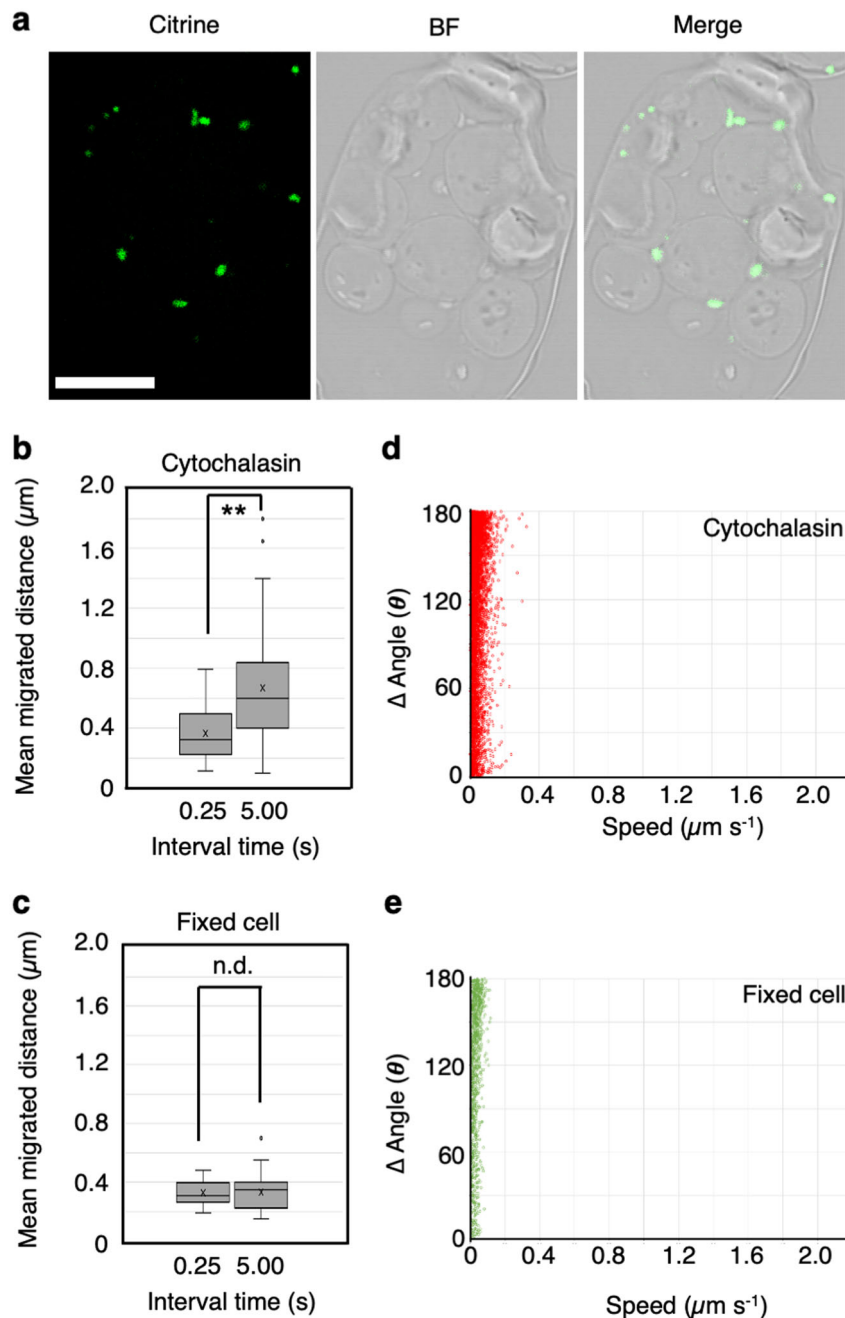 a
Citrine
BF
Merge
b
Cytochalasin
Mean migrated distance (µm)
2.0
1.6
1.2
0.8
0.4
0
**
x
x
0.25 5.00
Interval time (s)
d
Δ Angle (θ)
180
120
60
0
Cytochalasin
0 0.4 0.8 1.2 1.6 2.0
Speed (µm s-1)
c
Fixed cell
Mean migrated distance (µm)
2.0
1.6
1.2
0.8
0.4
0
n.d.
x
x
0.25 5.00
Interval time (s)
e
Δ Angle (θ)
180
120
60
0
Fixed cell
0 0.4 0.8 1.2 1.6 2.0
Speed (µm s-1)